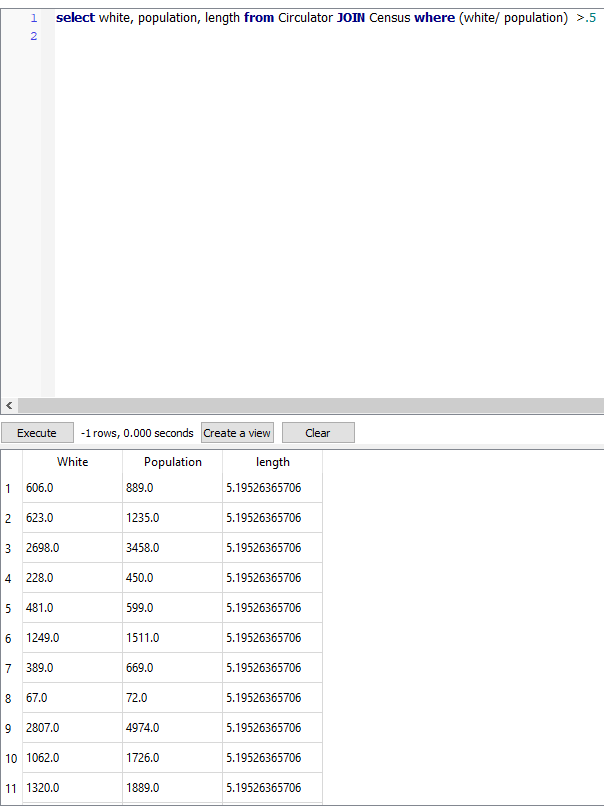 1 select white, population, length from Circulator JOIN Census where (white/ population) >.5
2
Execute -1 rows, 0.000 seconds Create a view Clear
White Population length
1 606.0 889.0 5.19526365706
2 623.0 1235.0 5.19526365706
3 2698.0 3458.0 5.19526365706
4 228.0 450.0 5.19526365706
5 481.0 599.0 5.19526365706
6 1249.0 1511.0 5.19526365706
7 389.0 669.0 5.19526365706
8 67.0 72.0 5.19526365706
9 2807.0 4974.0 5.19526365706
10 1062.0 1726.0 5.19526365706
11 1320.0 1889.0 5.19526365706